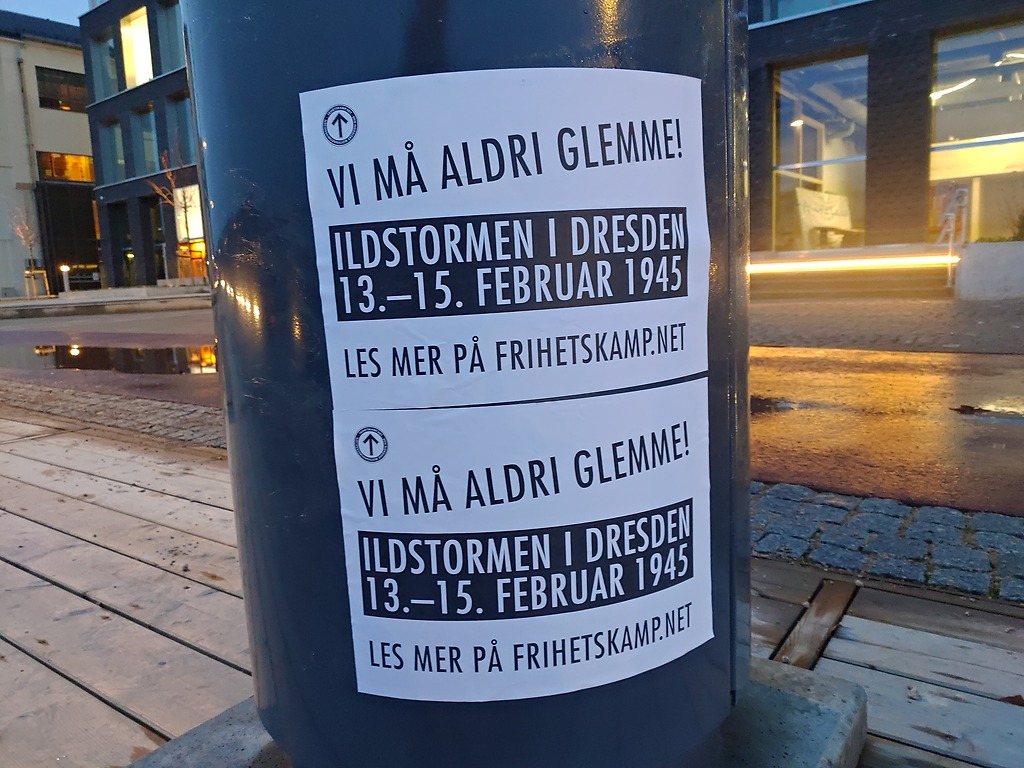 VI MÅ ALDRI GLEMME!
ILDSTORMEN I DRESDEN
13.–15. FEBRUAR 1945
LES MER PÅ FRIHETSKAMP.NET
VI MÅ ALDRI GLEMME!
ILDSTORMEN I DRESDEN
13.–15. FEBRUAR 1945
LES MER PÅ FRIHETSKAMP.NET